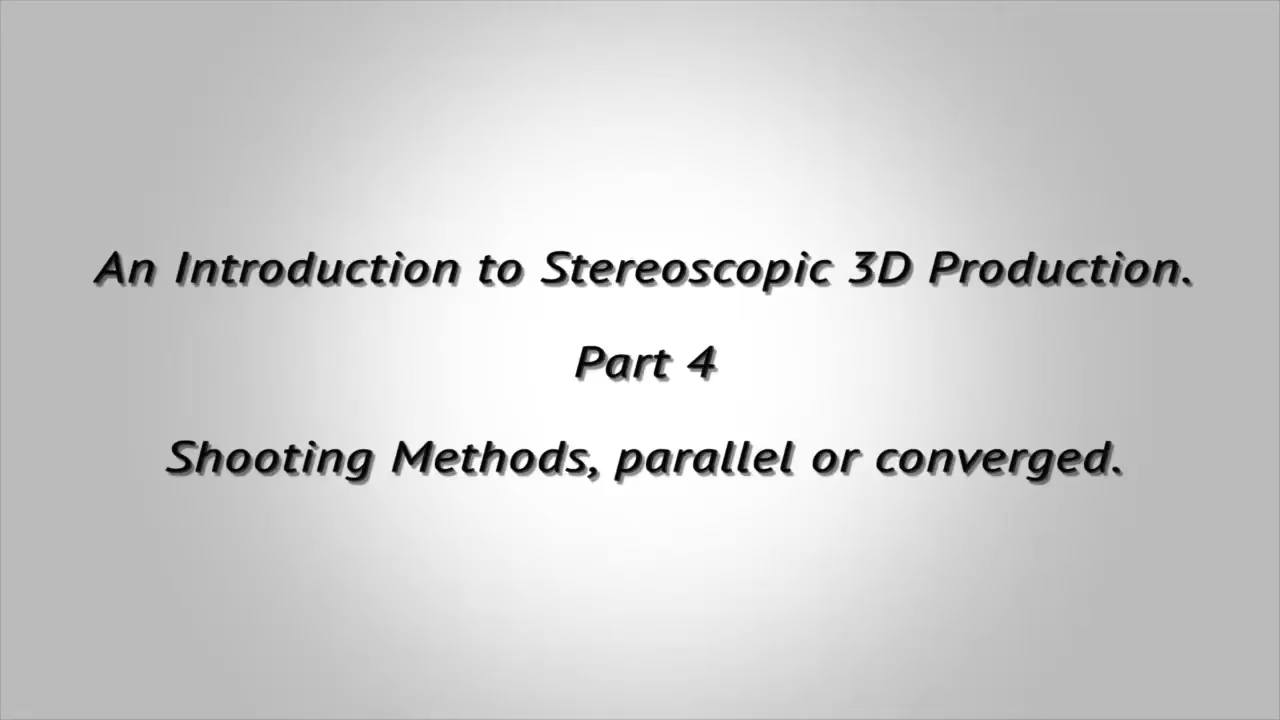 An Introduction to Stereoscopic 3D Production.
Part 4
Shooting Methods, parallel or converged.